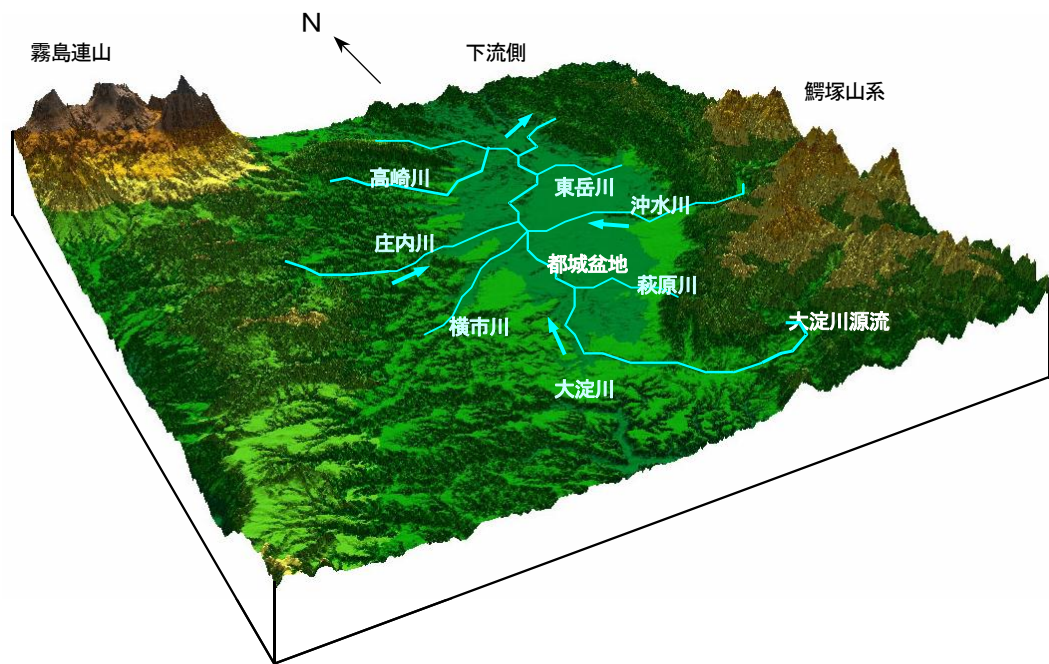 N
霧島連山
下流側
鰐塚山系
高崎川
東岳川
沖水川
庄内川
都城盆地
萩原川
横市川
大淀川源流
大淀川